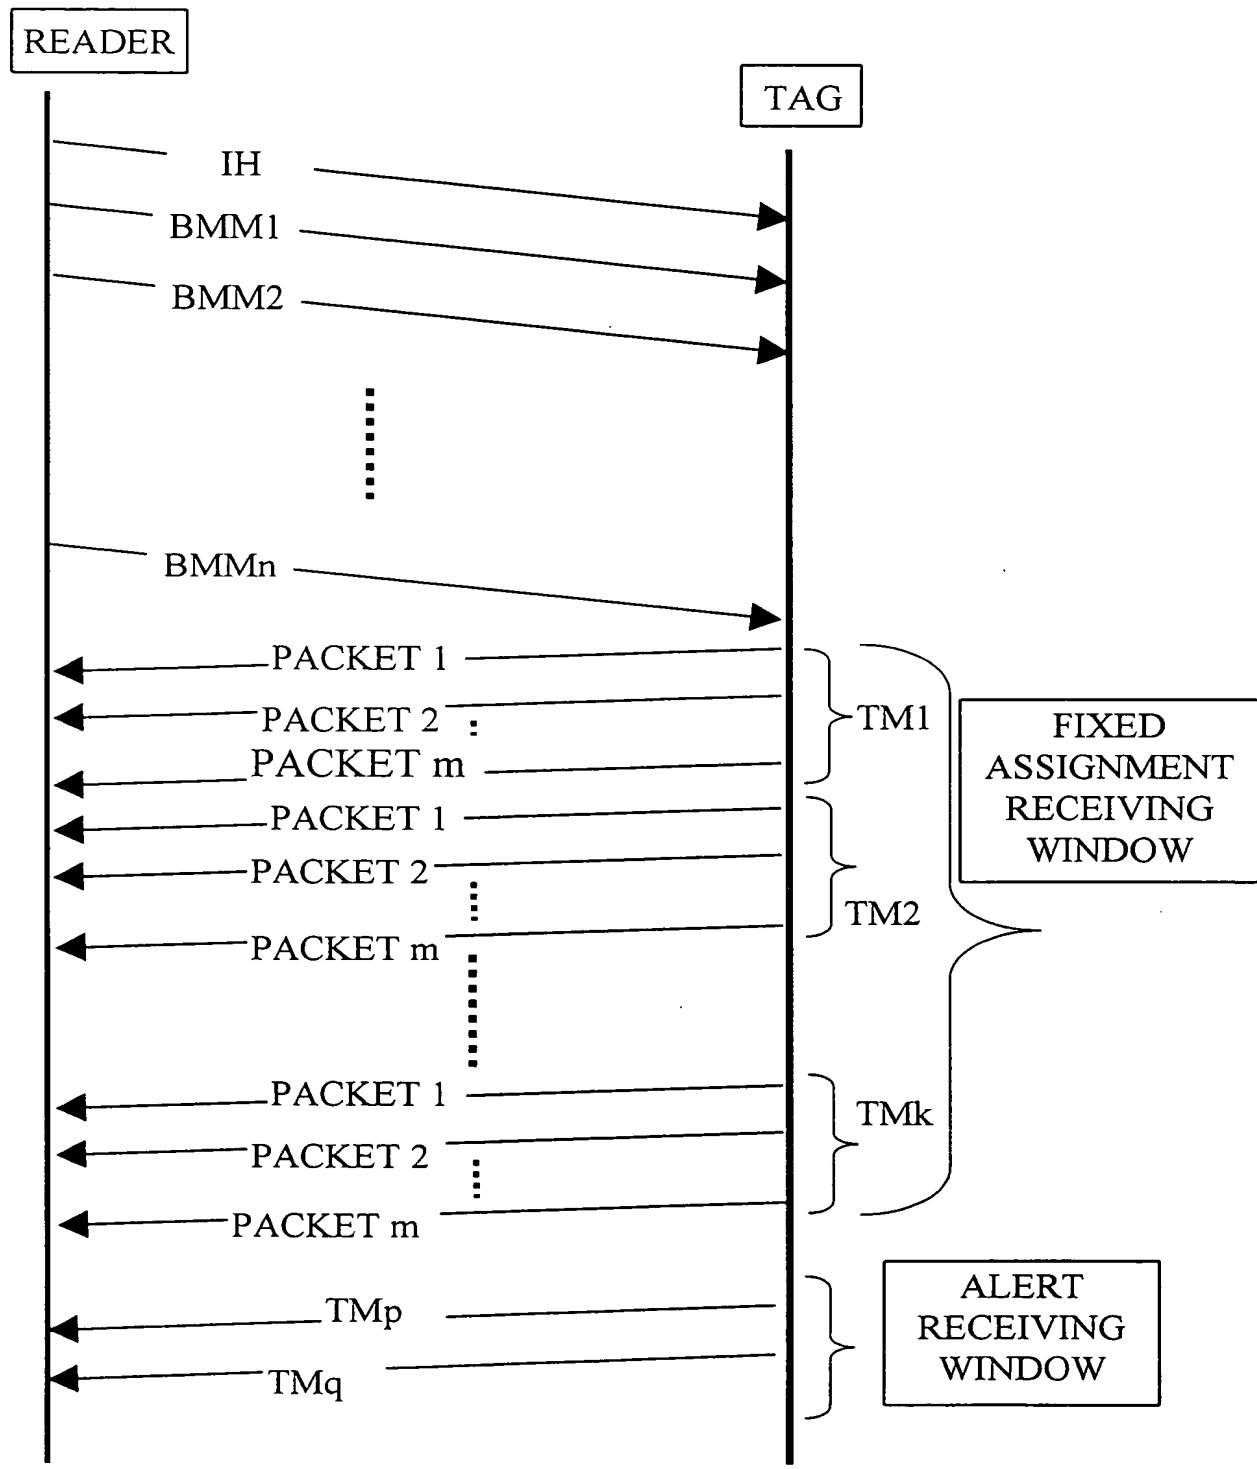 READER
TAG
IH
BMM1
BMM2
BMMn
PACKET 1
PACKET 2
TM1
PACKET m
FIXED
ASSIGNMENT
RECEIVING
WINDOW
PACKET 1
PACKET 2
TM2
PACKET m
PACKET 1
TMk
PACKET 2
PACKET m
ALERT
RECEIVING
WINDOW
TMp
TMq